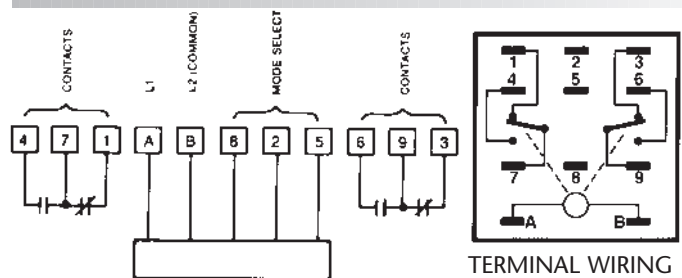 CONTACTS
L1
L2 (COMMON)
MODE SELECT
CONTACTS
4 7 1 A B 8 2 5 6 9 3
1 2 3
4 5 6
7 8 9
A B
TERMINAL WIRING